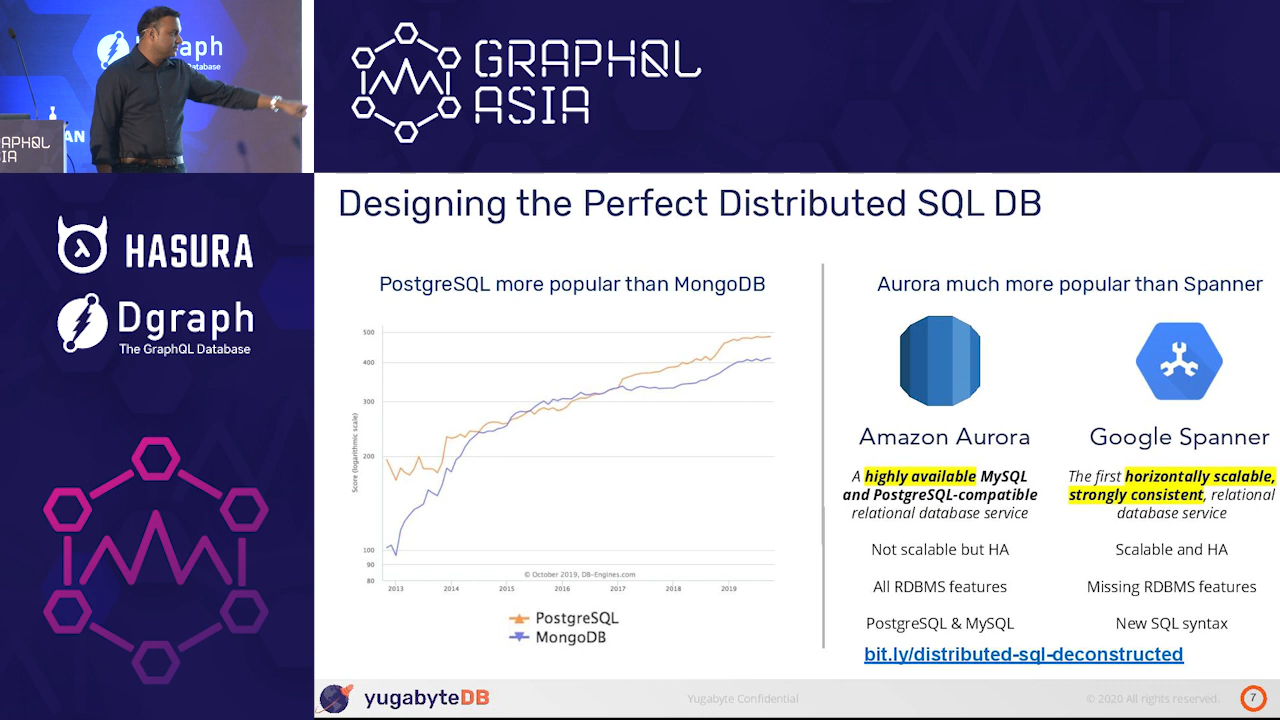 Dgraph
Database
GRAPHQL
ASIA
HASURA
Dgraph
The GraphQL Database
Designing the Perfect Distributed SQL DB
PostgreSQL more popular than MongoDB
500
400
300
200
100
90
80
Score (logarithmic scale)
2013 2014 2015 2016 2017 2018 2019
© October 2019, DB-Engines.com
PostgreSQL
MongoDB
Aurora much more popular than Spanner
Amazon Aurora
A highly available MySQL
and PostgreSQL-compatible
relational database service
Not scalable but HA
All RDBMS features
PostgreSQL & MySQL
Google Spanner
The first horizontally scalable,
strongly consistent, relational
database service
Scalable and HA
Missing RDBMS features
New SQL syntax
bit.ly/distributed-sql-deconstructed
yugabyteDB
Yugabyte Confidential
© 2020 All rights reserved.
7